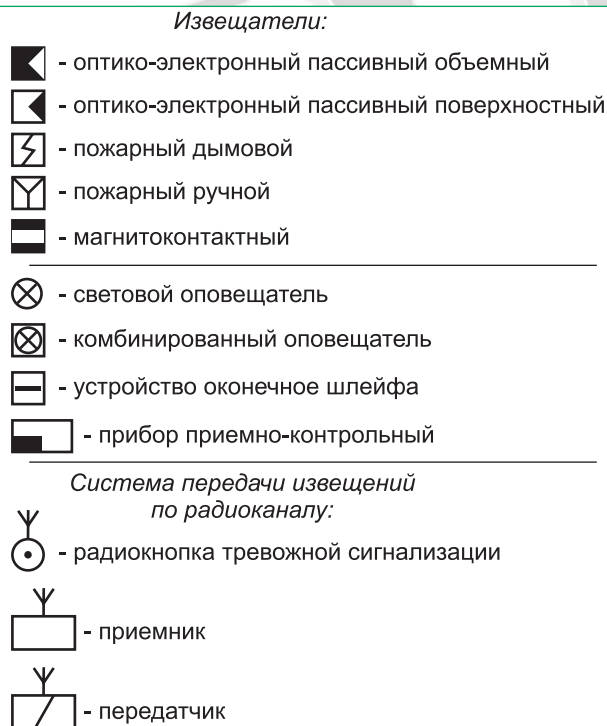 Извещатели:
- оптико-электронный пассивный объемный
- оптико-электронный пассивный поверхностный
- пожарный дымовой
- пожарный ручной
- магнитоконтактный
- световой оповещатель
- комбинированный оповещатель
- устройство оконечное шлейфа
- прибор приемно-контрольный
Система передачи извещений
по радиоканалу:
- радиокнопка тревожной сигнализации
- приемник
- передатчик